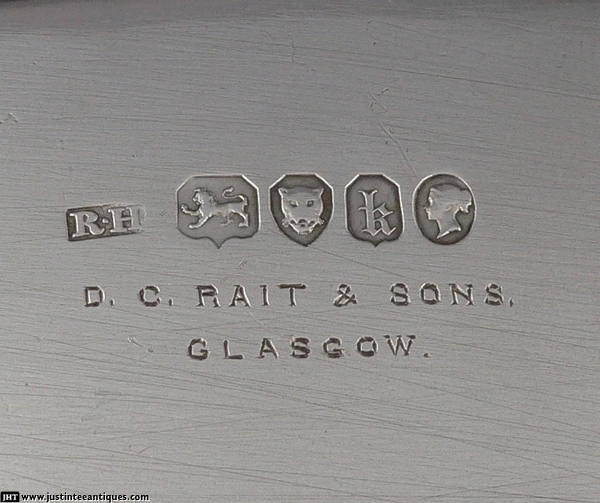 R·H k
D. C. RAIT & SONS.
GLASGOW.
JHT www.justinteeantiques.com